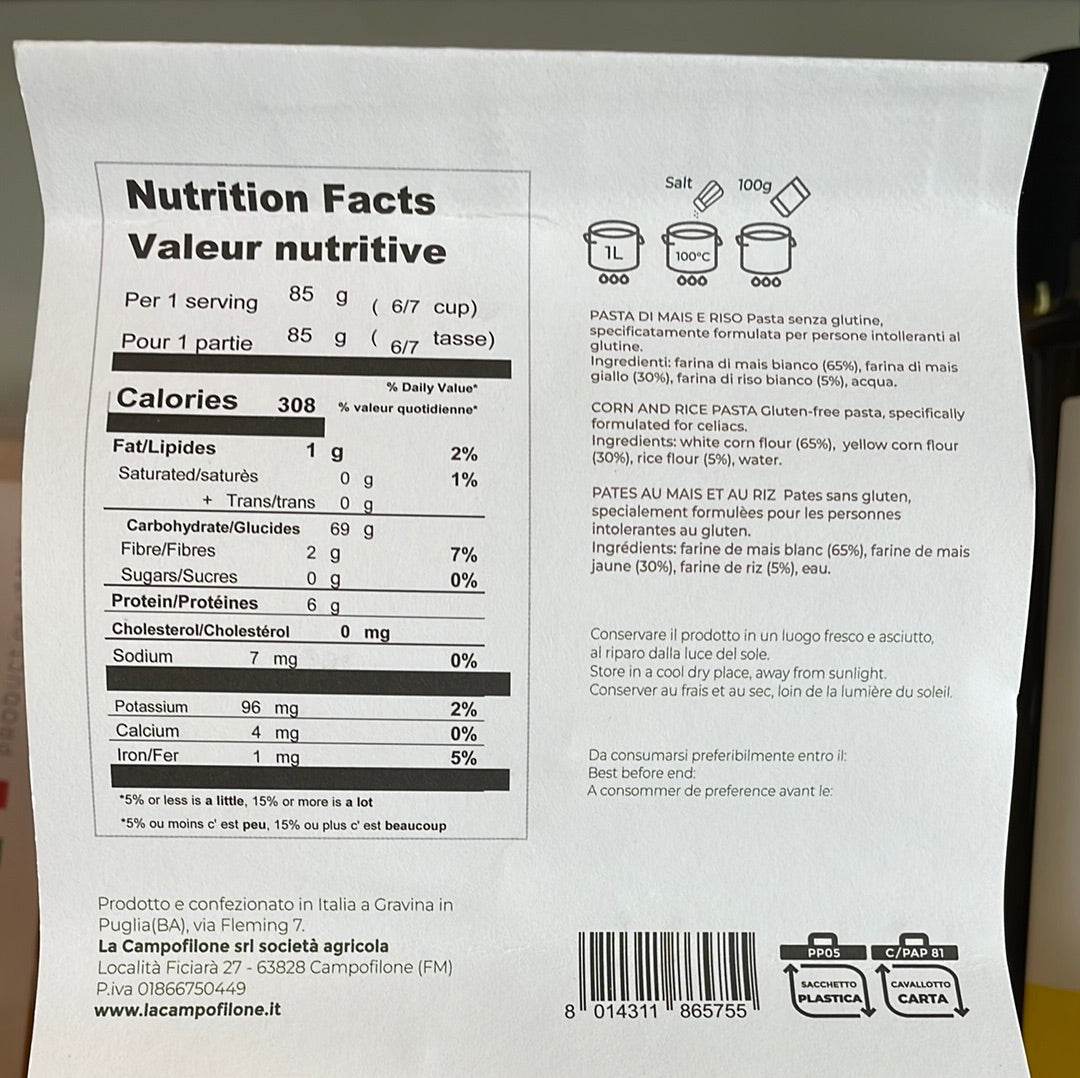 Nutrition Facts
Valeur nutritive
Per 1 serving 85 g ( 6/7 cup)
Pour 1 partie 85 g ( 6/7 tasse)
% Daily Value*
Calories 308 % valeur quotidienne*
Fat/Lipides 1 g 2%
Saturated/saturès 0 g 1%
+ Trans/trans 0 g
Carbohydrate/Glucides 69 g
Fibre/Fibres 2 g 7%
Sugars/Sucres 0 g 0%
Protein/Protéines 6 g
Cholesterol/Cholestérol 0 mg
Sodium 7 mg 0%
Potassium 96 mg 2%
Calcium 4 mg 0%
Iron/Fer 1 mg 5%
*5% or less is a little, 15% or more is a lot
*5% ou moins c' est peu, 15% ou plus c' est beaucoup
Salt 100g
1L 100°C
PASTA DI MAIS E RISO Pasta senza glutine,
specificatamente formulata per persone intolleranti al
glutine.
Ingredienti: farina di mais bianco (65%), farina di mais
giallo (30%), farina di riso bianco (5%), acqua.
CORN AND RICE PASTA Gluten-free pasta, specifically
formulated for celiacs.
Ingredients: white corn flour (65%), yellow corn flour
(30%), rice flour (5%), water.
PATES AU MAIS ET AU RIZ Pates sans gluten,
specialement formulèes pour les personnes
intolerantes au gluten.
Ingrédients: farine de mais blanc (65%), farine de mais
jaune (30%), farine de riz (5%), eau.
Conservare il prodotto in un luogo fresco e asciutto,
al riparo dalla luce del sole.
Store in a cool dry place, away from sunlight.
Conserver au frais et au sec, loin de la lumière du soleil.
Da consumarsi preferibilmente entro il:
Best before end:
A consommer de preference avant le:
Prodotto e confezionato in Italia a Gravina in
Puglia(BA), via Fleming 7.
La Campofilone srl società agricola
Località Ficiarà 27 - 63828 Campofilone (FM)
P.iva 01866750449
www.lacampofilone.it
8 014311 865755
PP05
SACCHETTO
PLASTICA
C/PAP 81
CAVALLOTTO
CARTA